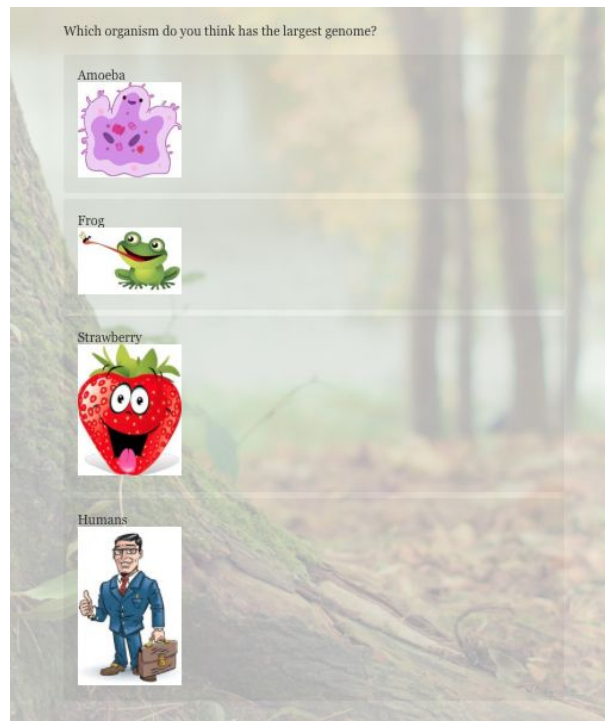 Which organism do you think has the largest genome?
Amoeba
Frog
Strawberry
Humans